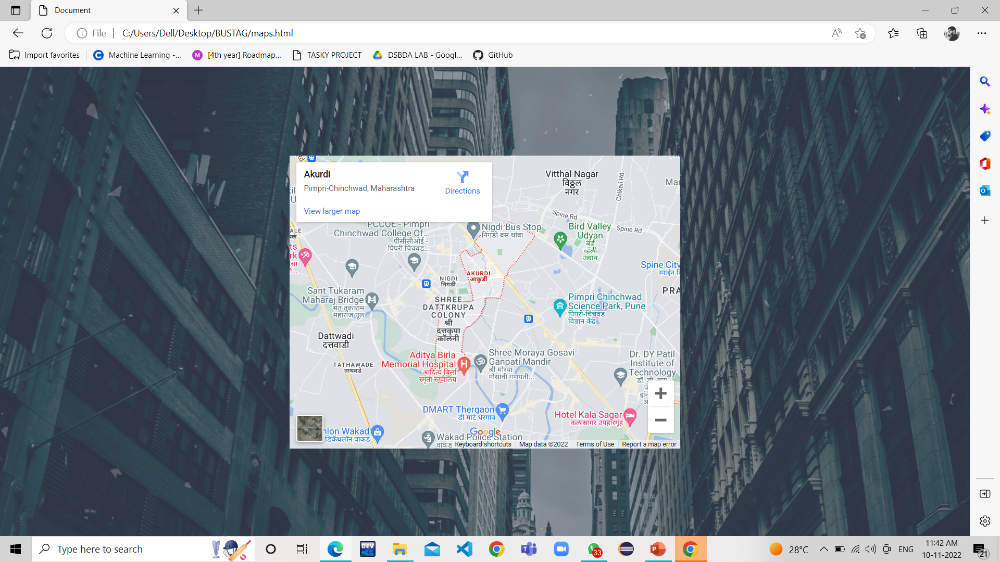 Document
File
C:/Users/Dell/Desktop/BUSTAG/maps.html
Import favorites
Machine Learning -...
[4th year] Roadmap...
TASKY PROJECT
DSBDA LAB - Googl...
GitHub
Akurdi
Pimpri-Chinchwad, Maharashtra
Directions
View larger map
Vitthal Nagar
विठ्ठल
नगर
Chikali Rd
Spine Rd
Spine Rd
PCCOE - Pimpri
Chinchwad College Of...
पीसीसीओई -
पिंपरी चिंचवड...
Nigdi Bus Stop
निगडी बस थांबा
Bird Valley
Udyan
बर्ड
व्हॅली
उद्यान
Spine City
AKURDI
आकुर्डी
NIGDI
निगडी
Sant Tukaram
Maharaj Bridge
संत तुकाराम
महाराज पूल
SHREE
DATTKRUPA
COLONY
श्री
दत्तकृपा
कॉलनी
Pimpri Chinchwad
Science Park, Pune
पिंपरी-चिंचवड
विज्ञान केंद्र
Dattwadi
दत्तवाडी
TATHAWADE
ताथवडे
Aditya Birla
Memorial Hospital
आदित्य बिर्ला
स्मृती रुग्णालय
Shree Moraya Gosavi
Ganpati Mandir
श्री मोरया
गोसावी गणपती...
Dr. DY Patil
Institute of
Technology
DMART Thergaon
डी मार्ट थेरगाव
Hotel Kala Sagar
कलासागर उपहारगृह
Wakad
डिकॅथलॉन वाकड
Wakad Police Station
वाकड
Google
Keyboard shortcuts
Map data ©2022
Terms of Use
Report a map error
Type here to search
DEV
C++
33
28°C
ENG
11:42 AM
10-11-2022
21